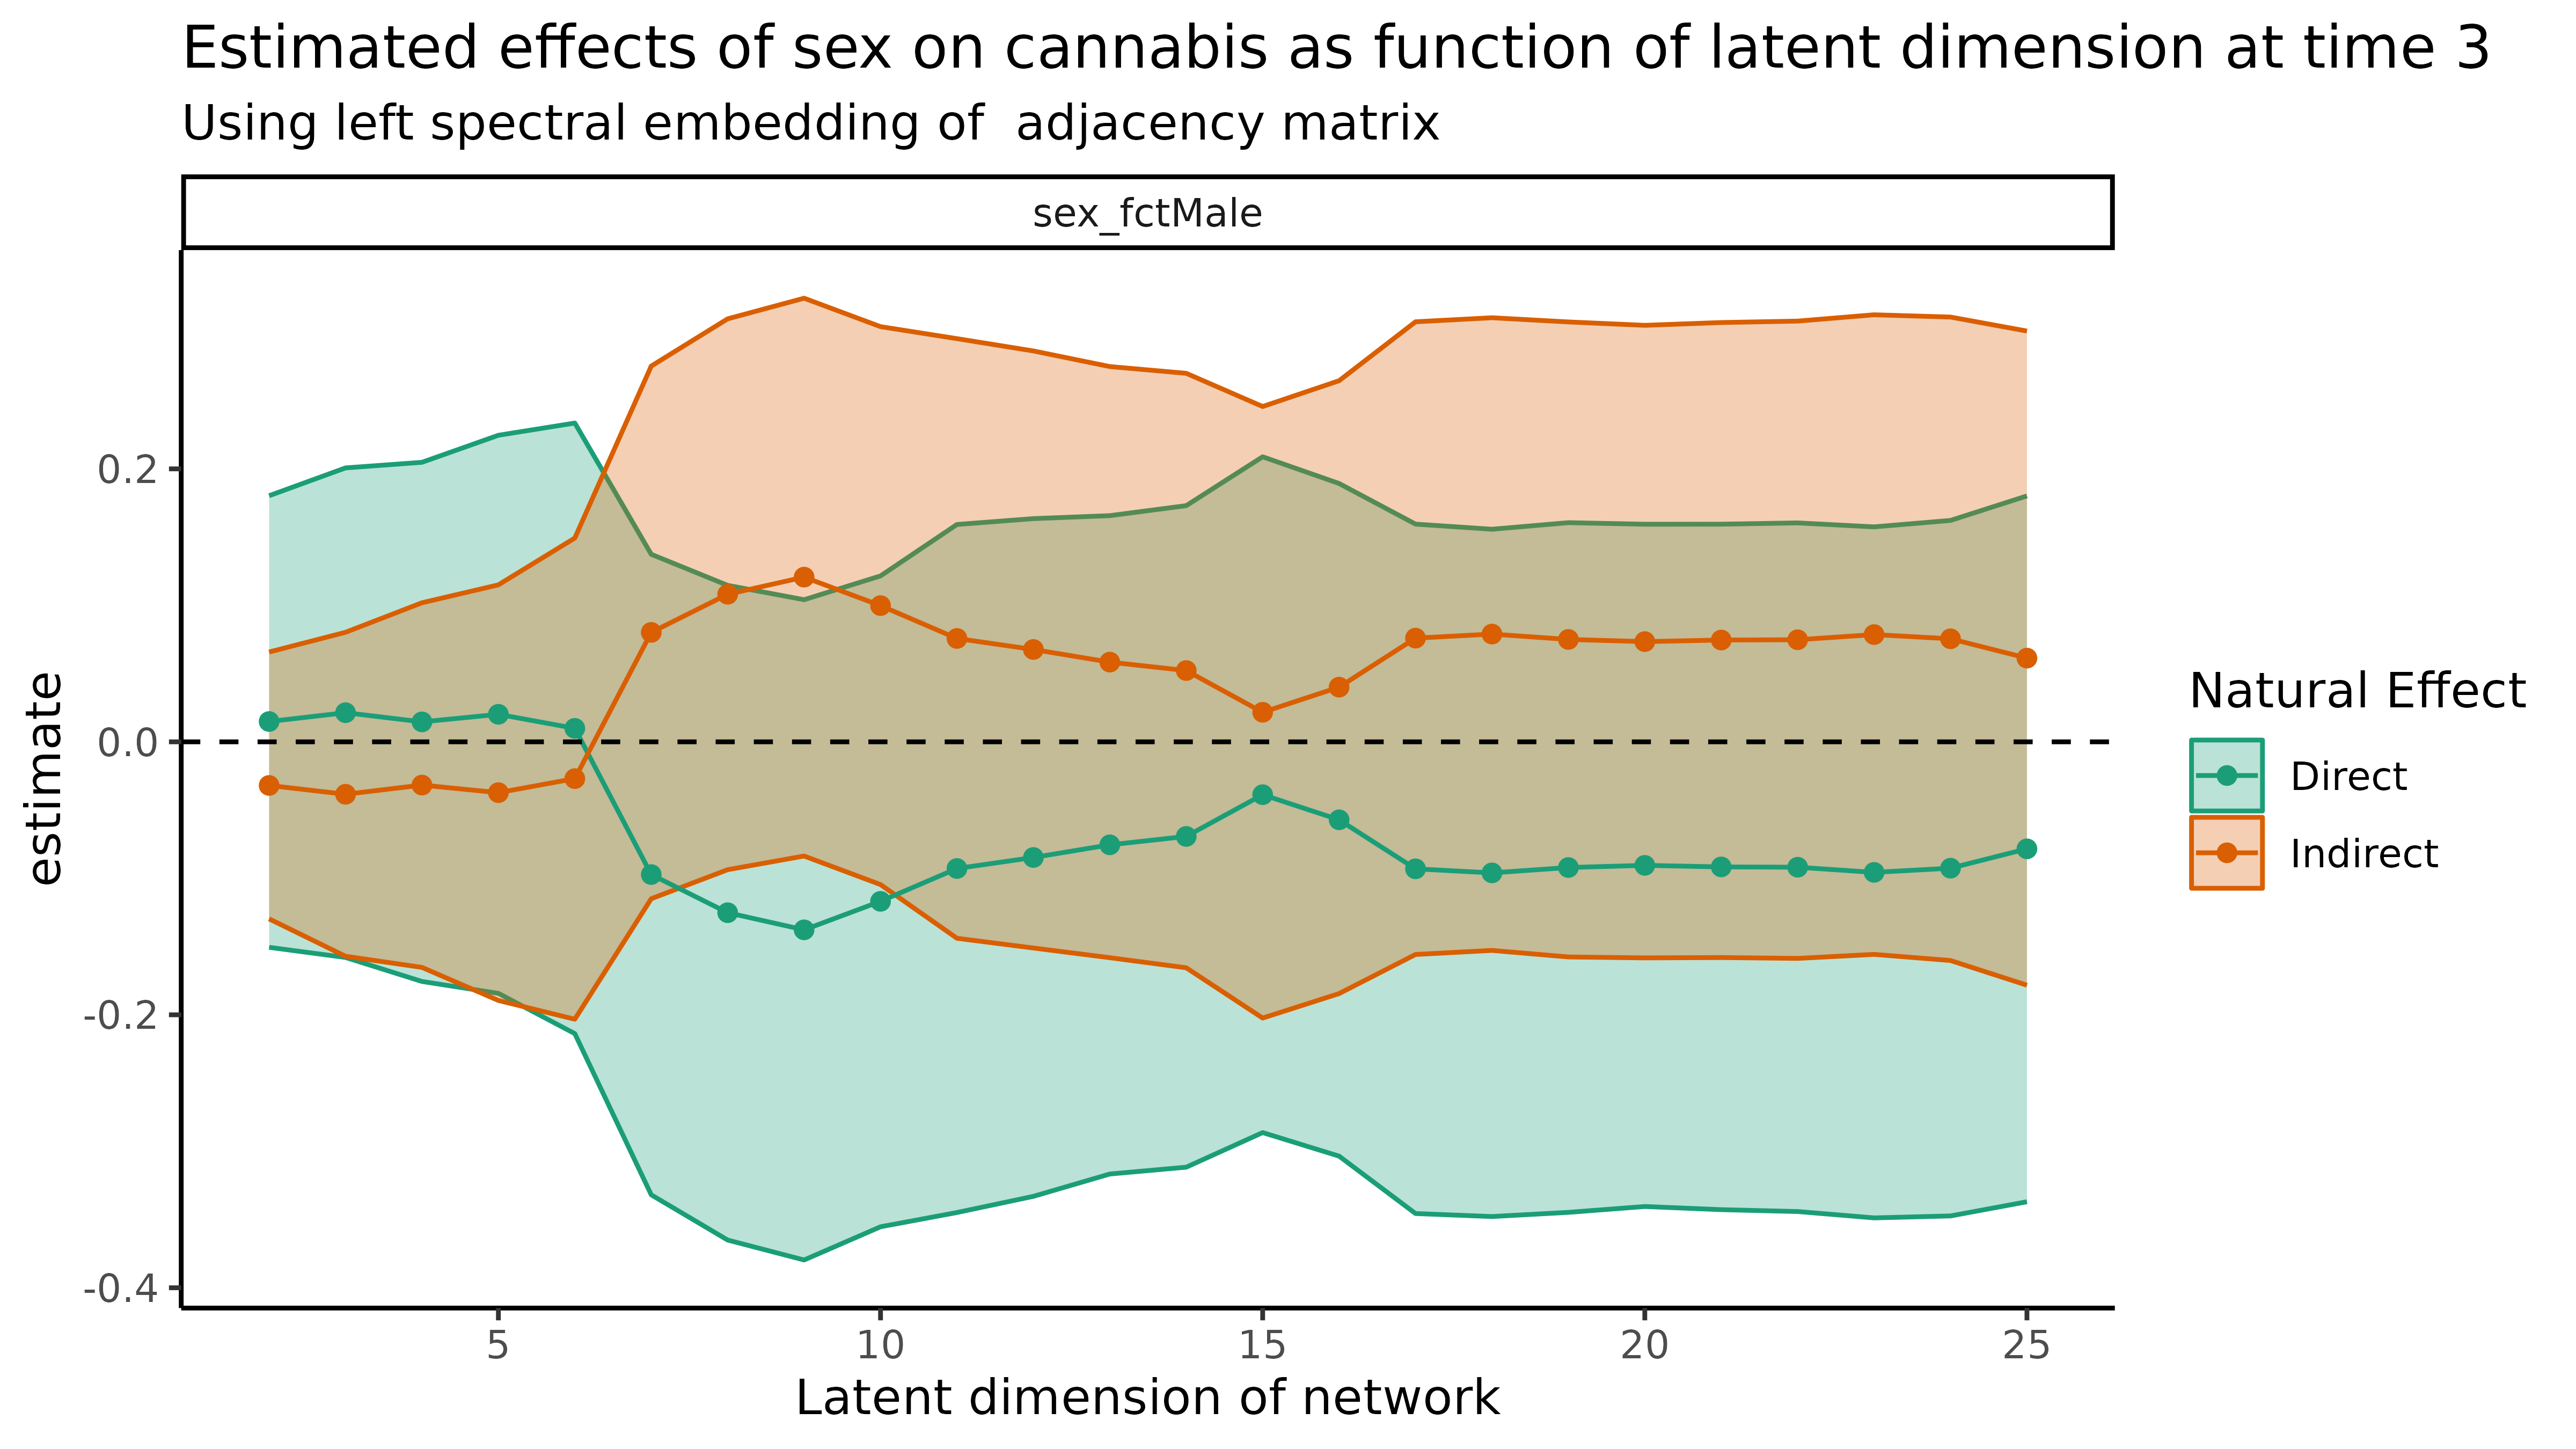 Estimated effects of sex on cannabis as function of latent dimension at time 3
Using left spectral embedding of  adjacency matrix
sex_fctMale
estimate
0.2
0.0
-0.2
-0.4
5 10 15 20 25
Latent dimension of network
Natural Effect
Direct
Indirect